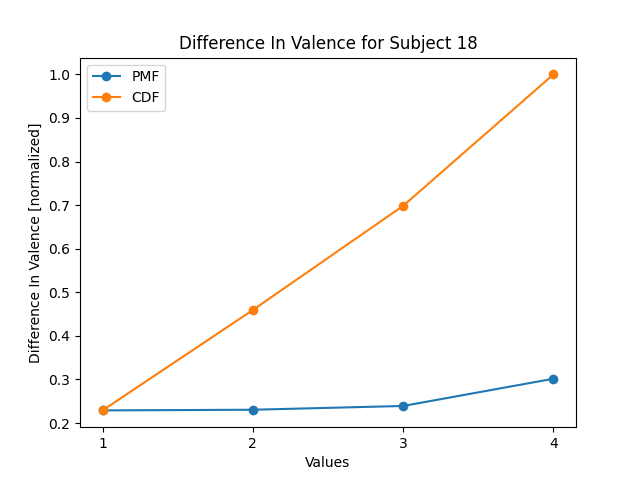 Difference In Valence for Subject 18
PMF
CDF
Difference In Valence [normalized]
1.0
0.9
0.8
0.7
0.6
0.5
0.4
0.3
0.2
1
2
3
4
Values